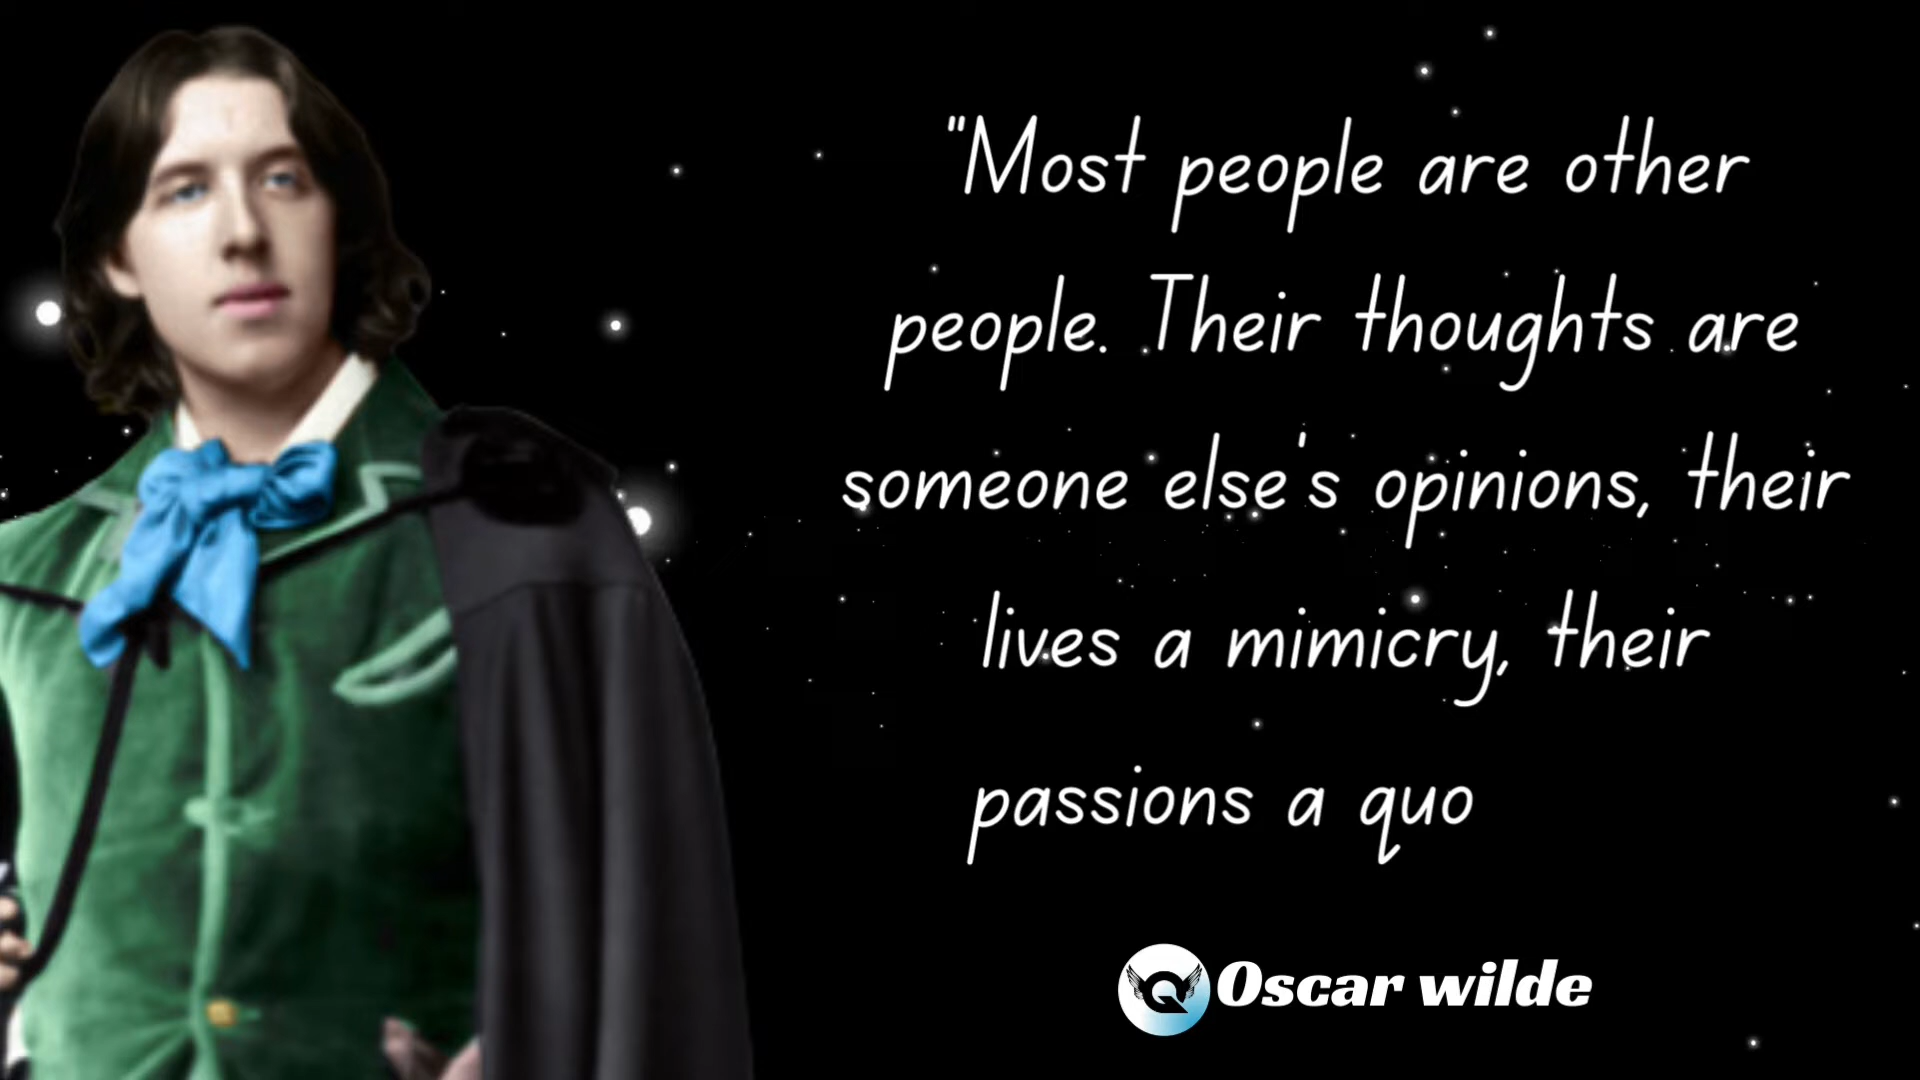 "Most people are other
people. Their thoughts are
someone else's opinions, their
lives a mimicry, their
passions a quo
Oscar wilde